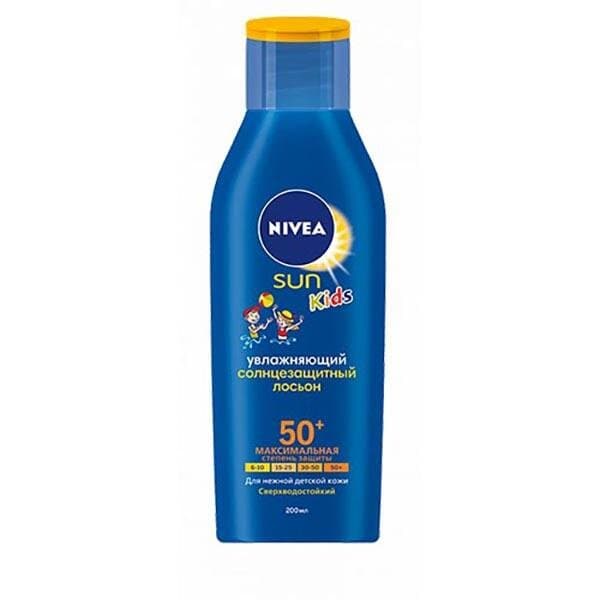 NIVEA
sun
Kids
увлажняющий
солнцезащитный
лосьон
50+
МАКСИМАЛЬНАЯ
степень защиты
6-10 15-25 30-50 50+
Для нежной детской кожи
Сверхводостойкий
200мл